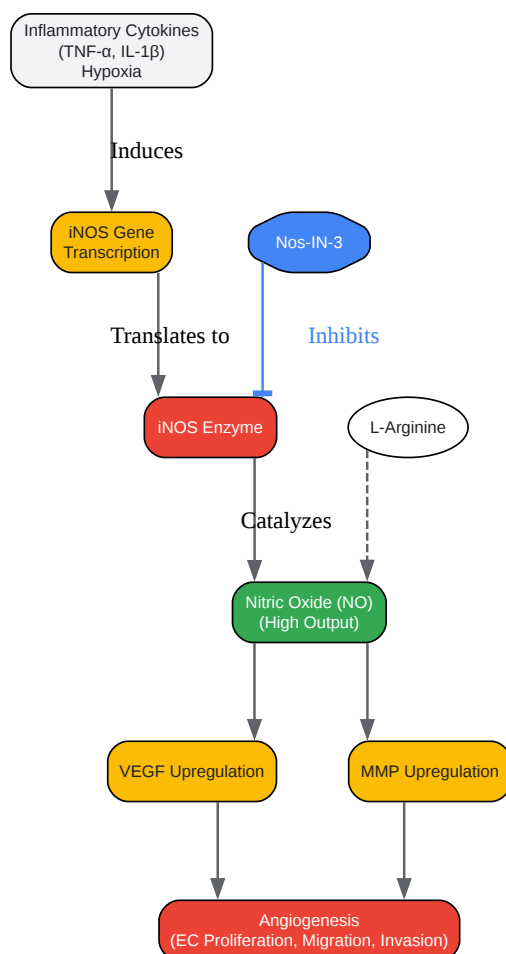 Inflammatory Cytokines
(TNF-α, IL-1β)
Hypoxia
Induces
iNOS Gene
Transcription
Nos-IN-3
Translates to
Inhibits
iNOS Enzyme
L-Arginine
Catalyzes
Nitric Oxide (NO)
(High Output)
VEGF Upregulation
MMP Upregulation
Angiogenesis
(EC Proliferation, Migration, Invasion)